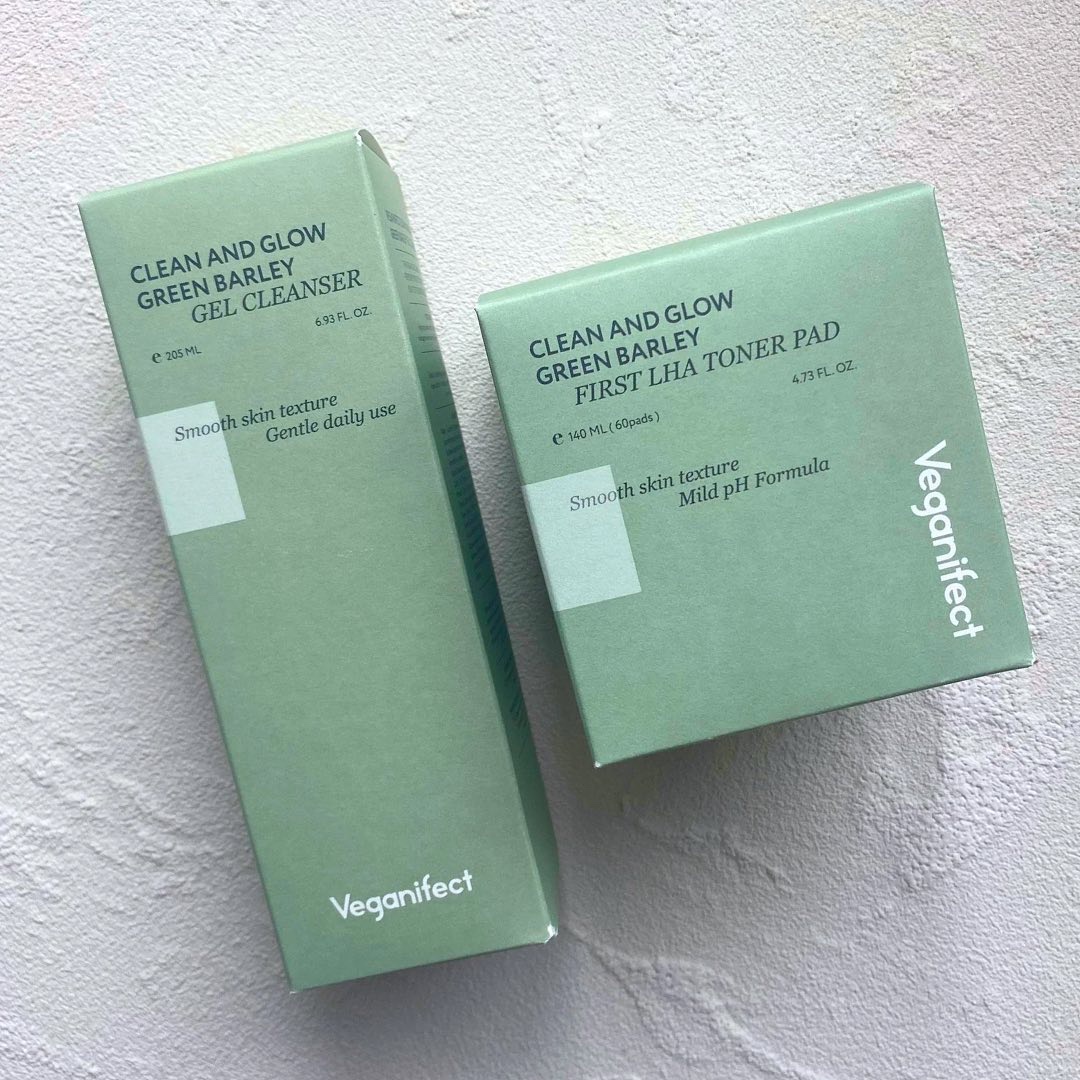 CLEAN AND GLOW
GREEN BARLEY
GEL CLEANSER
6.93 FL. OZ.
e 205 ML
Smooth skin texture
Gentle daily use
Veganifect
CLEAN AND GLOW
GREEN BARLEY
FIRST LHA TONER PAD
4.73 FL. OZ.
e 140 ML ( 60pads )
Smooth skin texture
Mild pH Formula
Veganifect